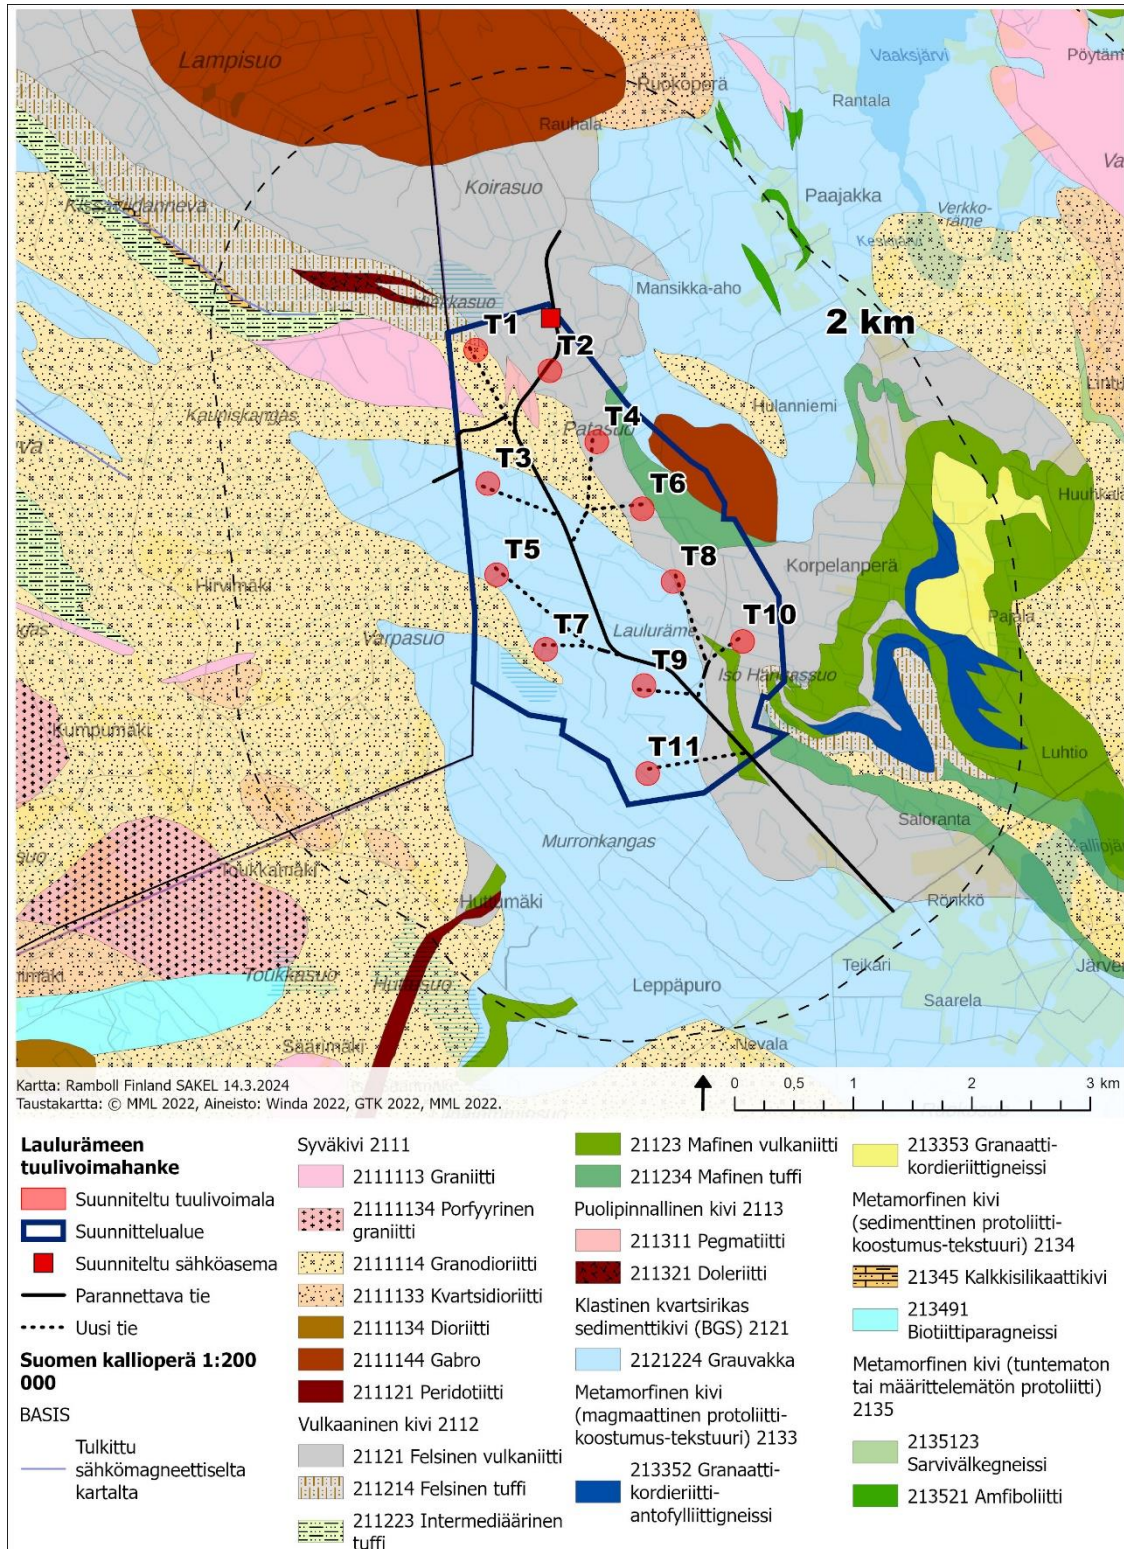 Lampisuo
Vaaksjärvi
Ruokoperä
Rantala
Rauhala
Koirasuo
Paajakka
Verkko-
räme
Mansikka-aho
2 km
T1
T2
Hulanniemi
Kauniskangas
T4
Patasuo
T3
T6
Huuhkala
T5
T8
Korpelanperä
Hirvimäki
Pajala
T7
Lauluräme
T10
Varpasuo
T9
Iso Hangassuo
Kumpumäki
T11
Luhtio
Saloranta
Murronkangas
Toukkamäki
Huttumäki
Rönkkö
Teikari
Toukkasuo
Huttusuo
Leppäpuro
Saarela
Saarimäki
Nevala
Kartta: Ramboll Finland SAKEL 14.3.2024
Taustakartta: © MML 2022, Aineisto: Winda 2022, GTK 2022, MML 2022.
0 0,5 1 2 3 km
Laulurämeen
tuulivoimahanke
Suunniteltu tuulivoimala
Suunnittelualue
Suunniteltu sähköasema
Parannettava tie
Uusi tie
Suomen kallioperä 1:200
000
BASIS
Tulkittu
sähkömagneettiselta
kartalta
Syväkivi 2111
2111113 Graniitti
21111134 Porfyyrinen
graniitti
2111114 Granodioriitti
2111133 Kvartsidioriitti
2111134 Dioriitti
2111144 Gabro
211121 Peridotiitti
Vulkaaninen kivi 2112
21121 Felsinen vulkaniitti
211214 Felsinen tuffi
211223 Intermediäärinen
tuffi
21123 Mafinen vulkaniitti
211234 Mafinen tuffi
Puolipinnallinen kivi 2113
211311 Pegmatiitti
211321 Doleriitti
Klastinen kvartsirikas
sedimenttikivi (BGS) 2121
2121224 Grauvakka
Metamorfinen kivi
(magmaattinen protoliitti-
koostumus-tekstuuri) 2133
213352 Granaatti-
kordieriitti-
antofylliittigneissi
213353 Granaatti-
kordieriittigneissi
Metamorfinen kivi
(sedimenttinen protoliitti-
koostumus-tekstuuri) 2134
21345 Kalkkisilikaattikivi
213491
Biotiittiparagneissi
Metamorfinen kivi (tuntematon
tai määrittelemätön protoliitti)
2135
2135123
Sarvivälkegneissi
213521 Amfiboliitti